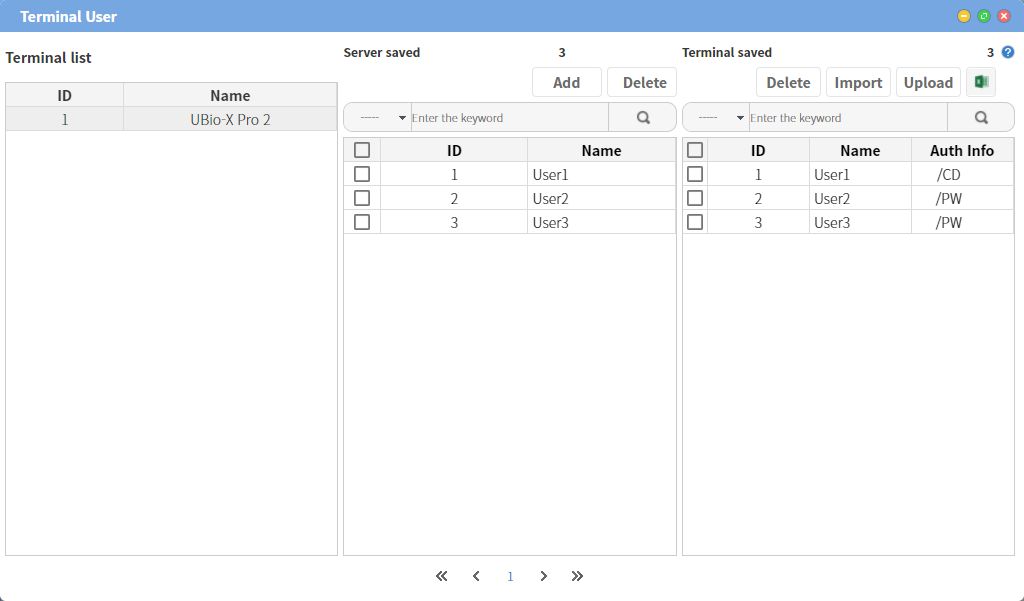 Terminal User
Terminal list
ID Name
1 UBio-X Pro 2
Server saved 3
Add Delete
----- Enter the keyword
ID Name
1 User1
2 User2
3 User3
Terminal saved 3 ?
Delete Import Upload
----- Enter the keyword
ID Name Auth Info
1 User1 /CD
2 User2 /PW
3 User3 /PW
« ‹ 1 › »